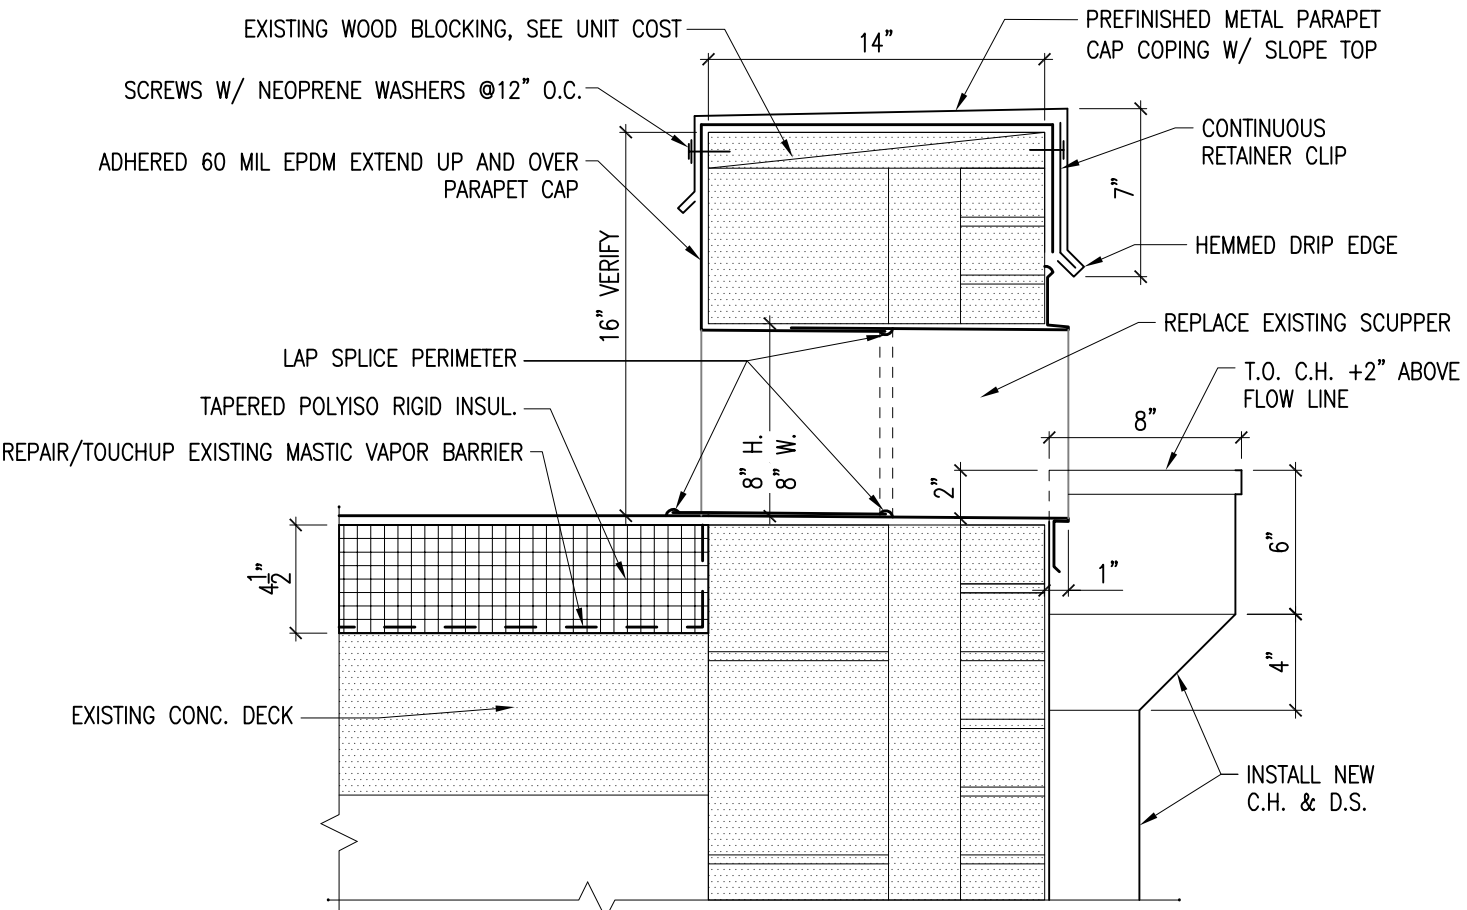 EXISTING WOOD BLOCKING, SEE UNIT COST
14"
PREFINISHED METAL PARAPET
CAP COPING W/ SLOPE TOP
SCREWS W/ NEOPRENE WASHERS @12" O.C.
CONTINUOUS
RETAINER CLIP
ADHERED 60 MIL EPDM EXTEND UP AND OVER
PARAPET CAP
7"
HEMMED DRIP EDGE
16" VERIFY
REPLACE EXISTING SCUPPER
LAP SPLICE PERIMETER
T.O. C.H. +2" ABOVE
FLOW LINE
TAPERED POLYISO RIGID INSUL.
8"
REPAIR/TOUCHUP EXISTING MASTIC VAPOR BARRIER
8" H.
8" W.
2"
6"
4 1/2"
1"
4"
EXISTING CONC. DECK
INSTALL NEW
C.H. & D.S.